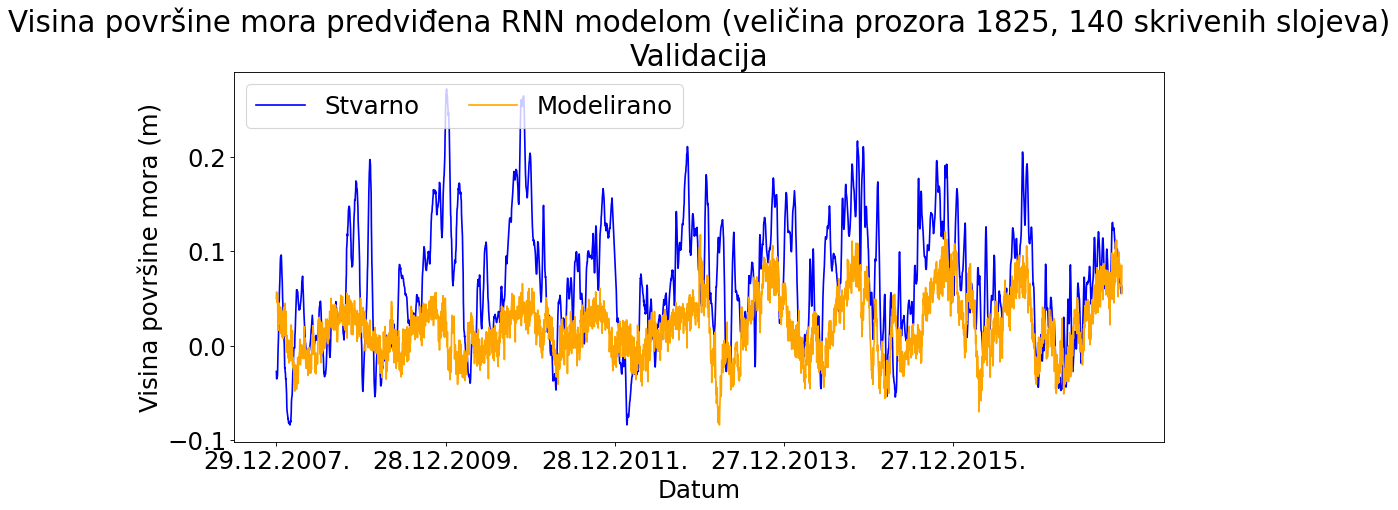 Visina površine mora predviđena RNN modelom (veličina prozora 1825, 140 skrivenih slojeva)
Validacija
Stvarno
Modelirano
Visina površine mora (m)
0.2
0.1
0.0
−0.1
29.12.2007.
28.12.2009.
28.12.2011.
27.12.2013.
27.12.2015.
Datum